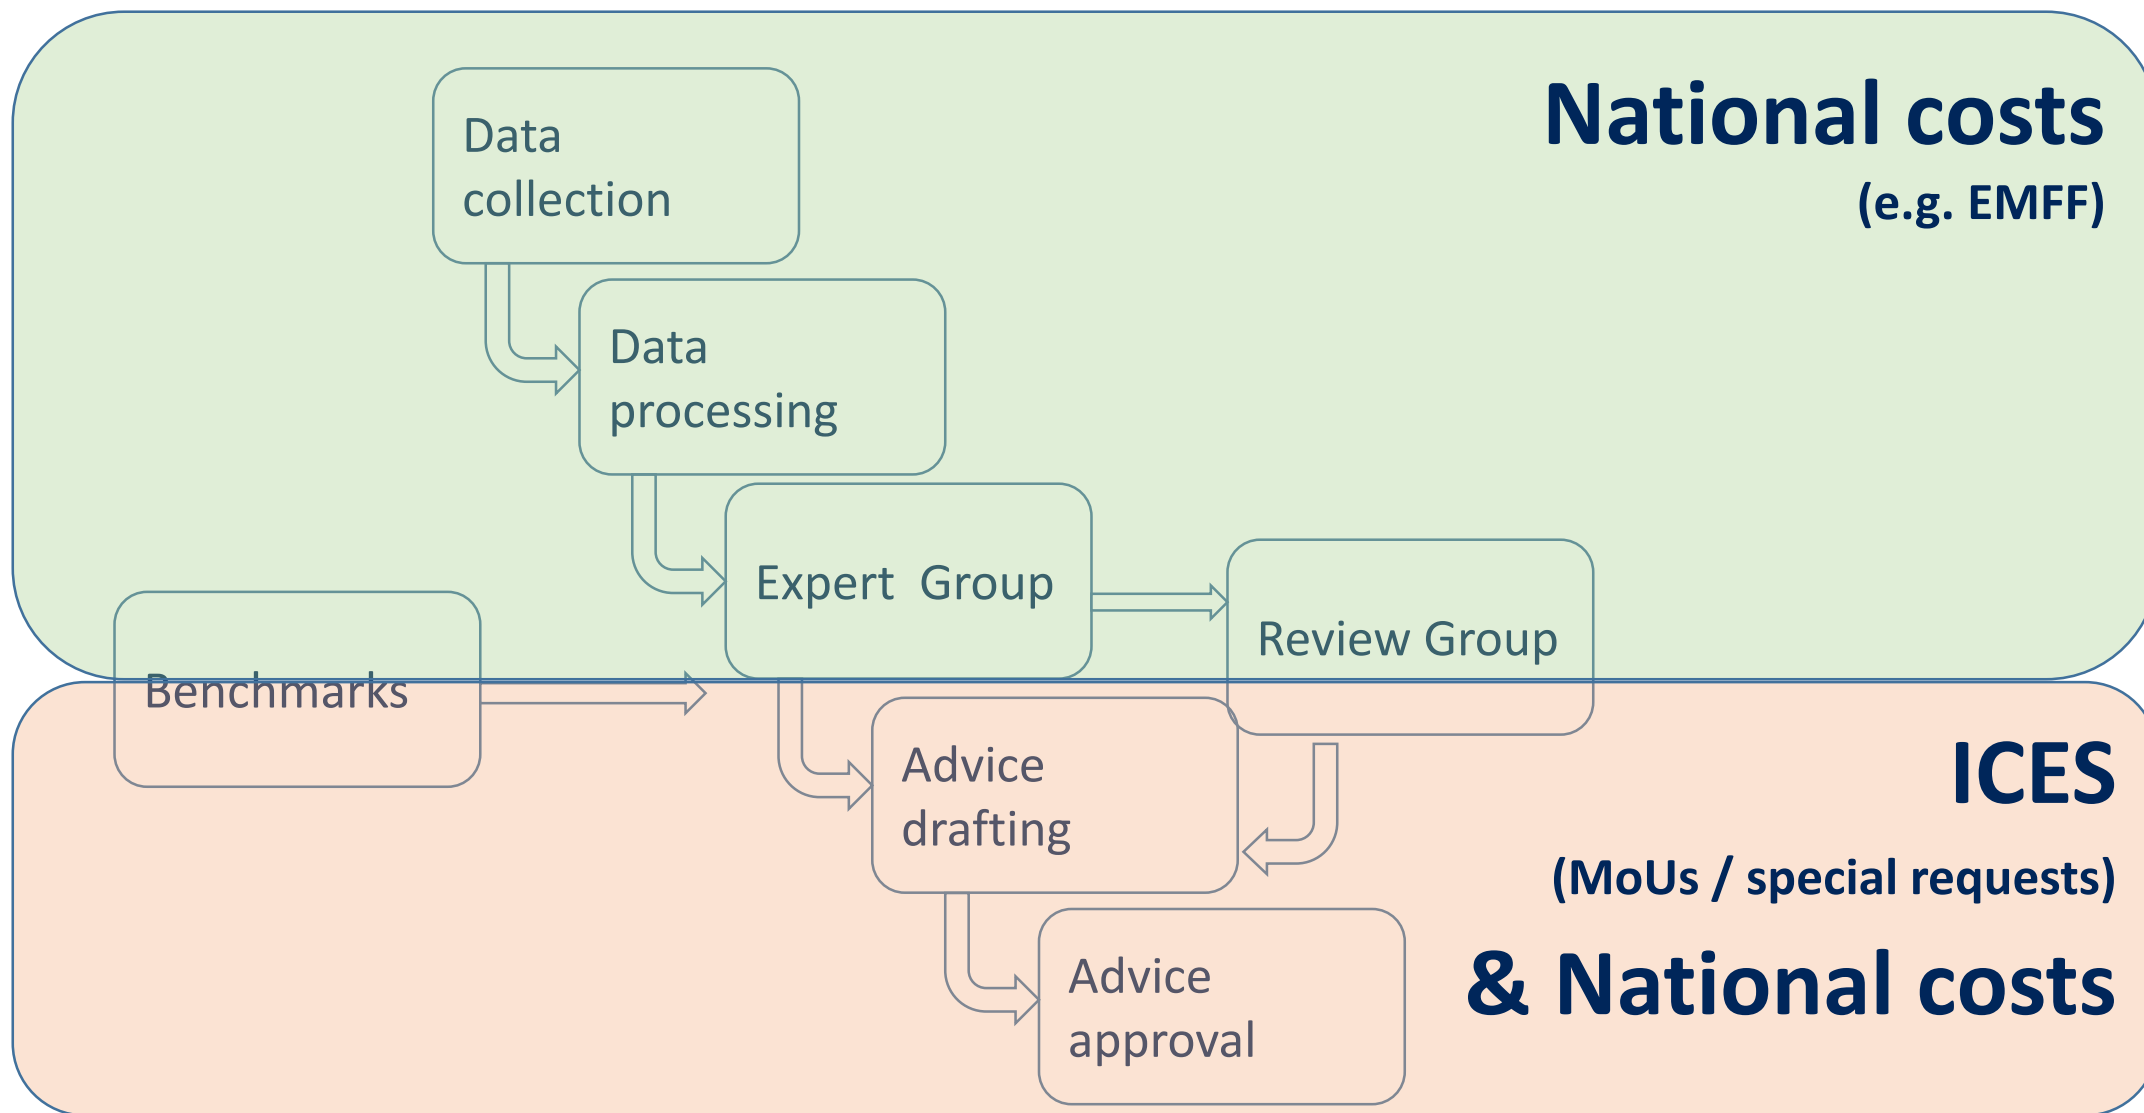 National costs
(e.g. EMFF)
Data
collection
Data
processing
Expert  Group
Review Group
Benchmarks
Advice
drafting
ICES
(MoUs / special requests)
& National costs
Advice
approval